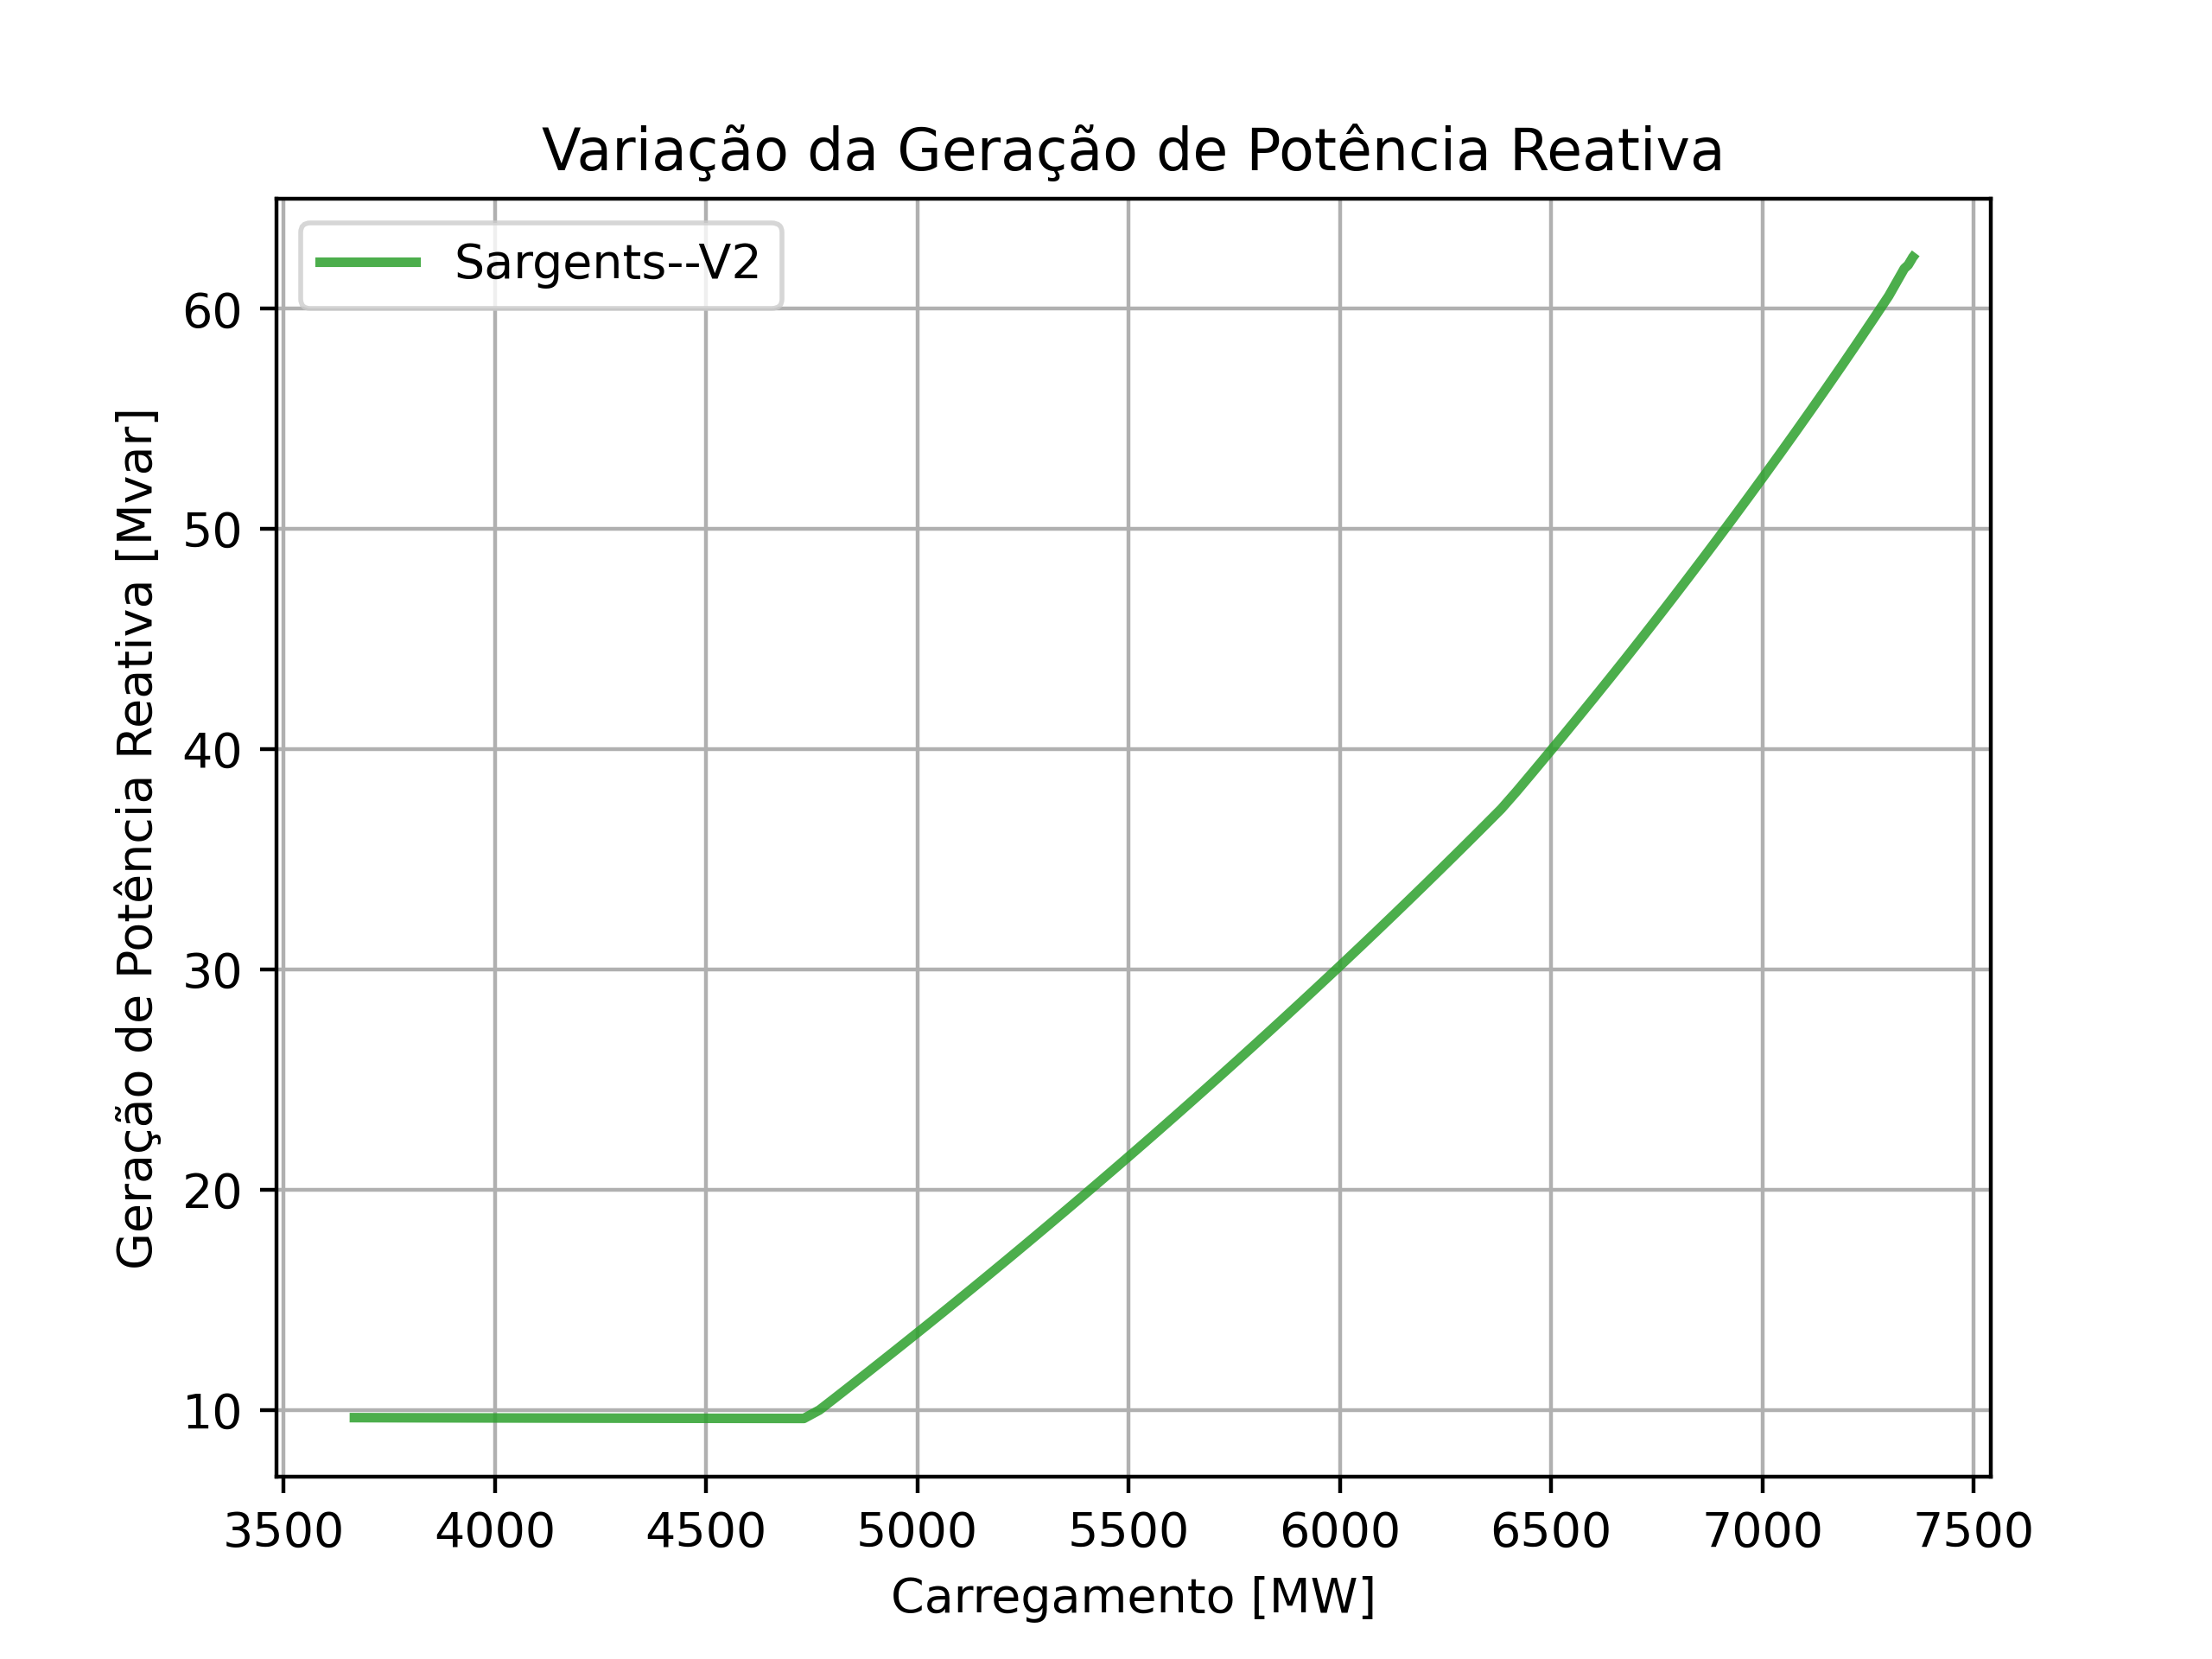 Variação da Geração de Potência Reativa
Sargents--V2
Geração de Potência Reativa [Mvar]
60
50
40
30
20
10
3500 4000 4500 5000 5500 6000 6500 7000 7500
Carregamento [MW]